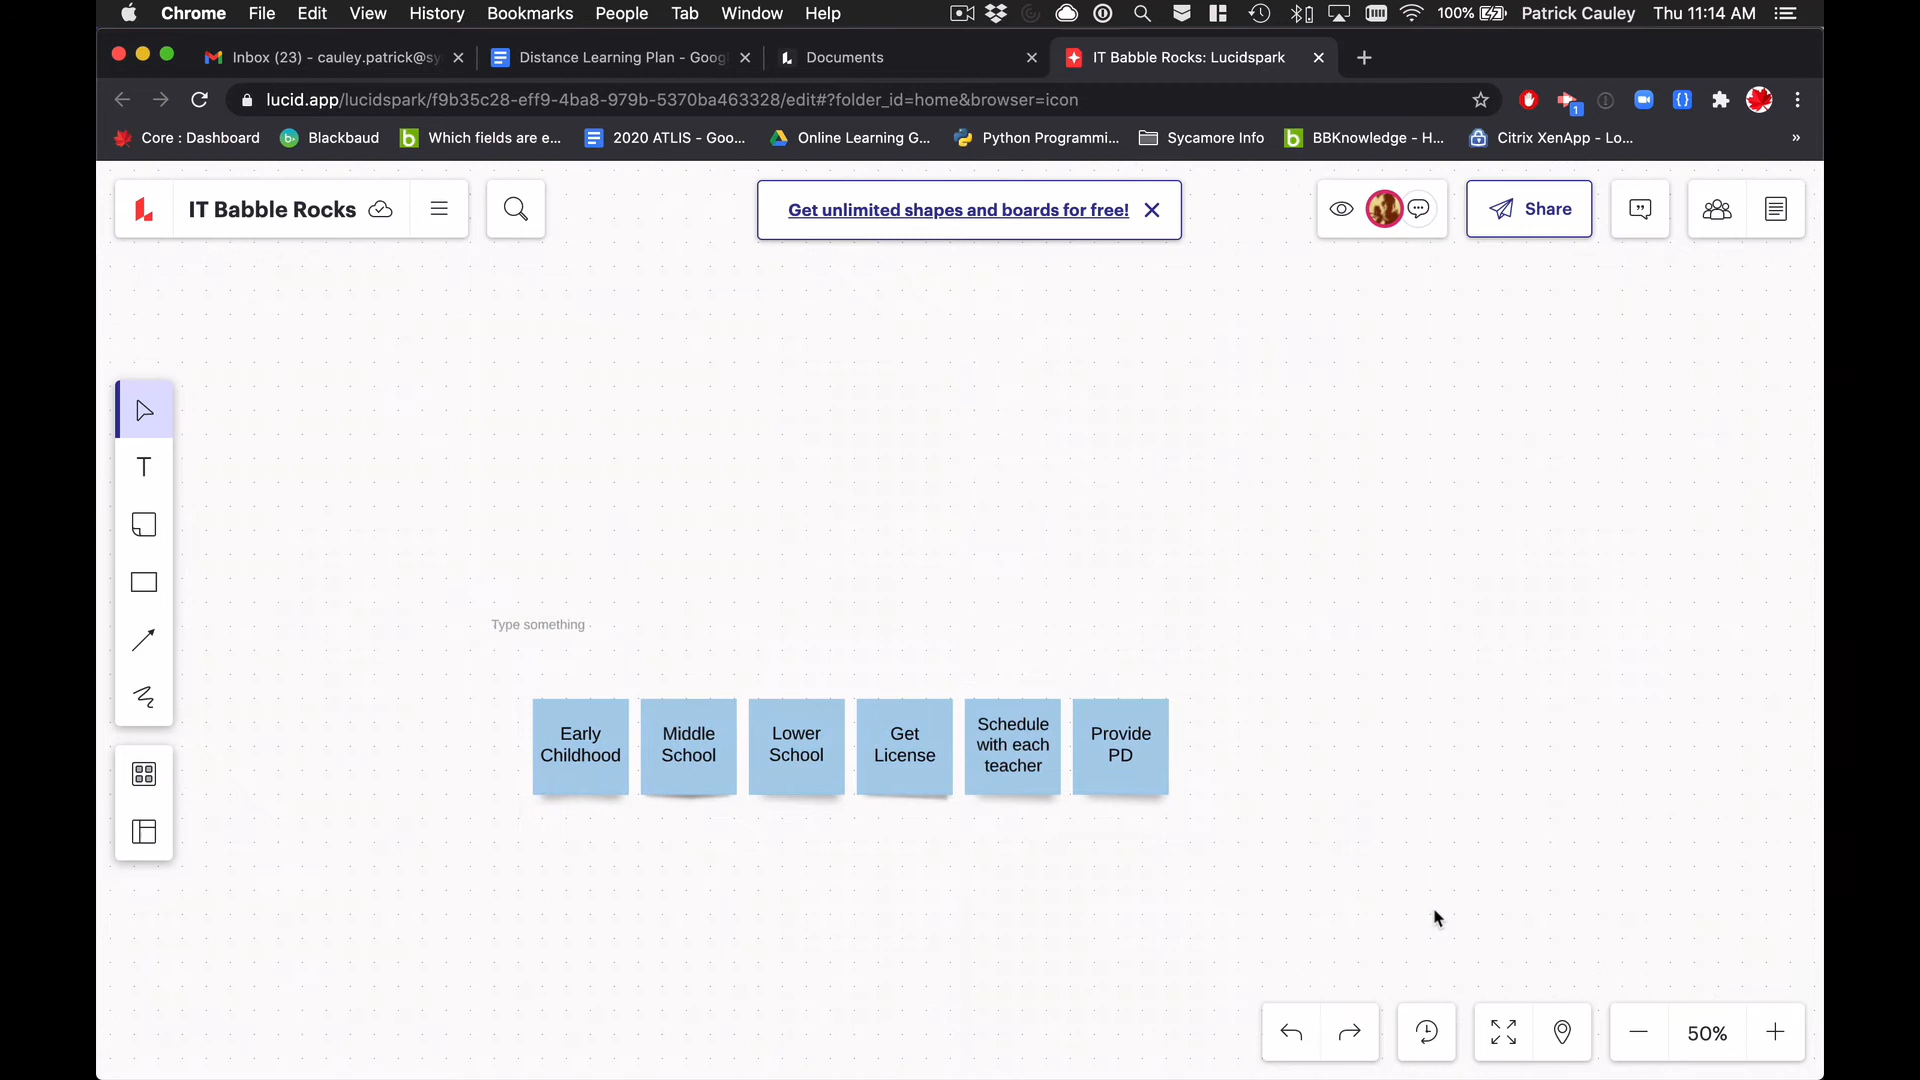 Chrome File Edit View History Bookmarks People Tab Window Help 100% Patrick Cauley Thu 11:14 AM
Inbox (23) - cauley.patrick@sy
Distance Learning Plan - Goog
Documents
IT Babble Rocks: Lucidspark
lucid.app/lucidspark/f9b35c28-eff9-4ba8-979b-5370ba463328/edit#?folder_id=home&browser=icon
1
Core : Dashboard
Blackbaud
Which fields are e...
2020 ATLIS - Goo...
Online Learning G...
Python Programmi...
Sycamore Info
BBKnowledge - H...
Citrix XenApp - Lo...
»
IT Babble Rocks
Get unlimited shapes and boards for free!
Share
T
Type something
Early
Childhood
Middle
School
Lower
School
Get
License
Schedule
with each
teacher
Provide
PD
50%